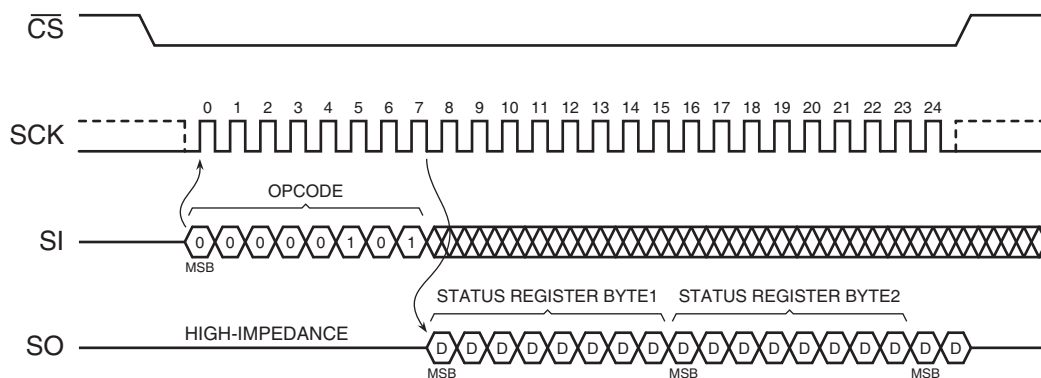 CS
0 1 2 3 4 5 6 7 8 9 10 11 12 13 14 15 16 17 18 19 20 21 22 23 24
SCK
OPCODE
SI 0 0 0 0 0 1 0 1
MSB
STATUS REGISTER BYTE1 STATUS REGISTER BYTE2
HIGH-IMPEDANCE
SO D D D D D D D D D D D D D D D D D D
MSB MSB MSB